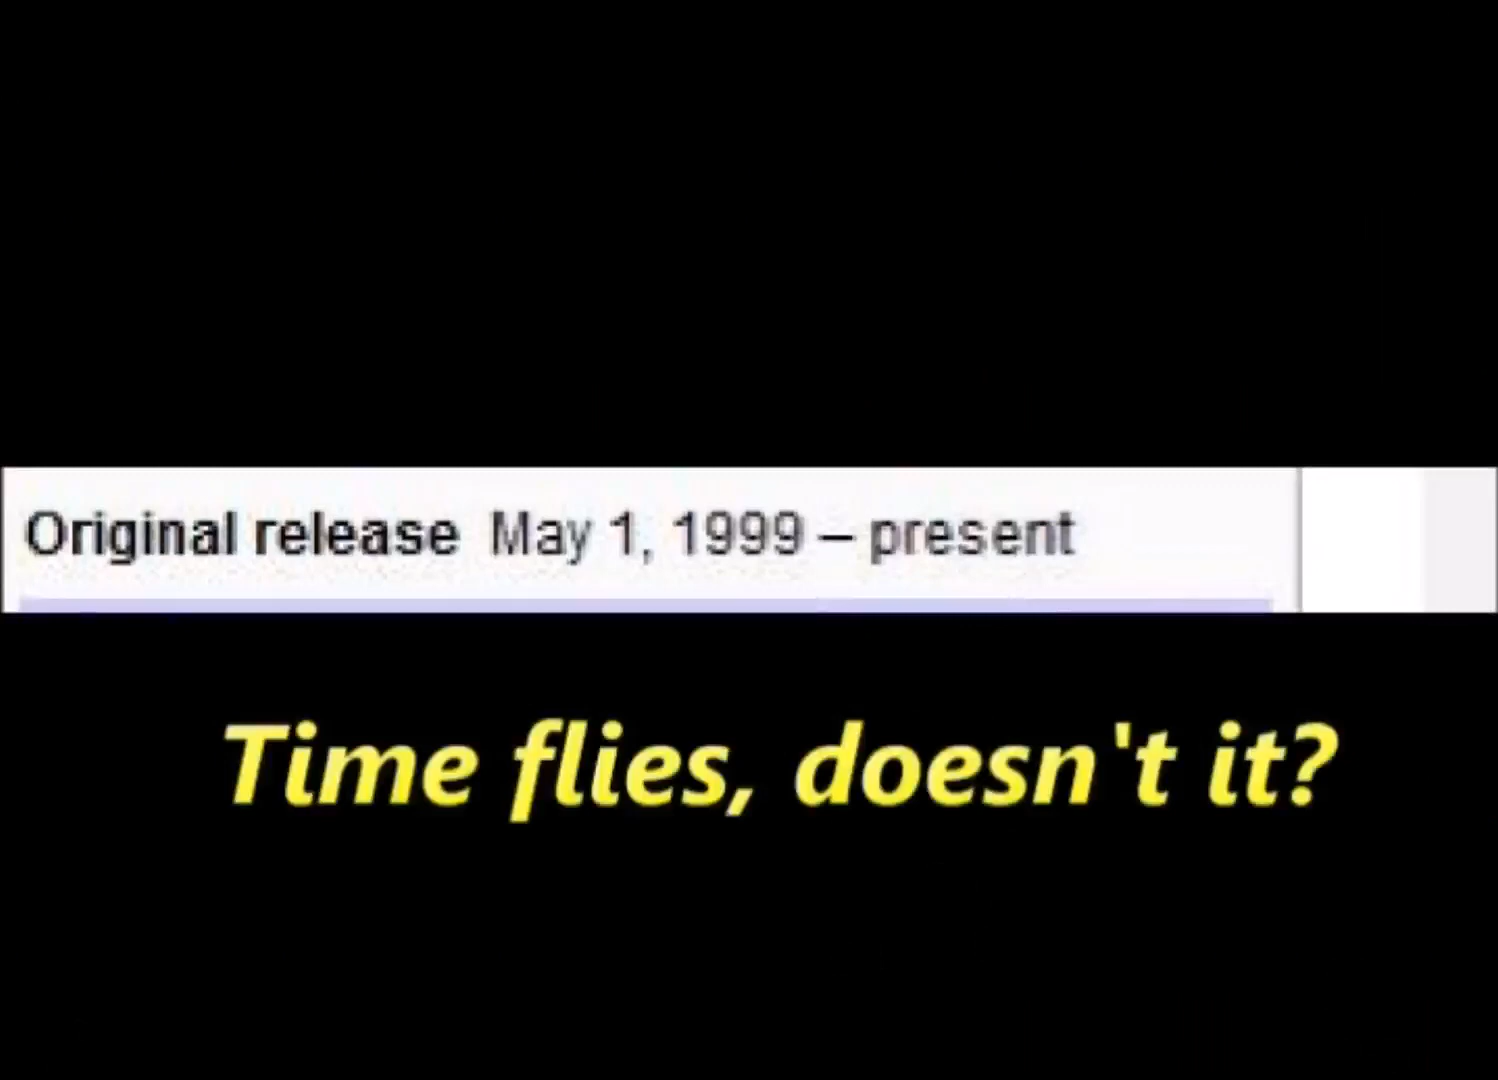 Original release May 1, 1999 – present
Time flies, doesn't it?